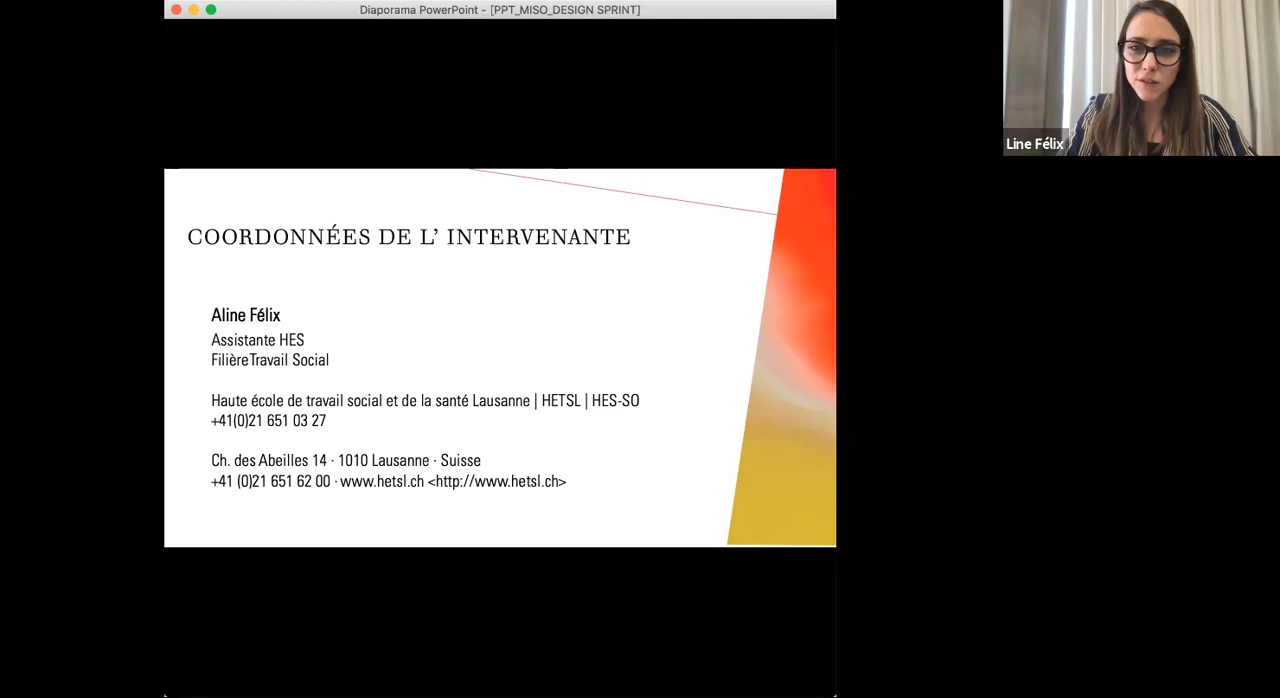 Diaporama PowerPoint - [PPT_MISO_DESIGN SPRINT]
Line Félix
COORDONNÉES DE L’ INTERVENANTE
Aline Félix
Assistante HES
FilièreTravail Social
Haute école de travail social et de la santé Lausanne | HETSL | HES-SO
+41(0)21 651 03 27
Ch. des Abeilles 14 · 1010 Lausanne · Suisse
+41 (0)21 651 62 00 · www.hetsl.ch <http://www.hetsl.ch>